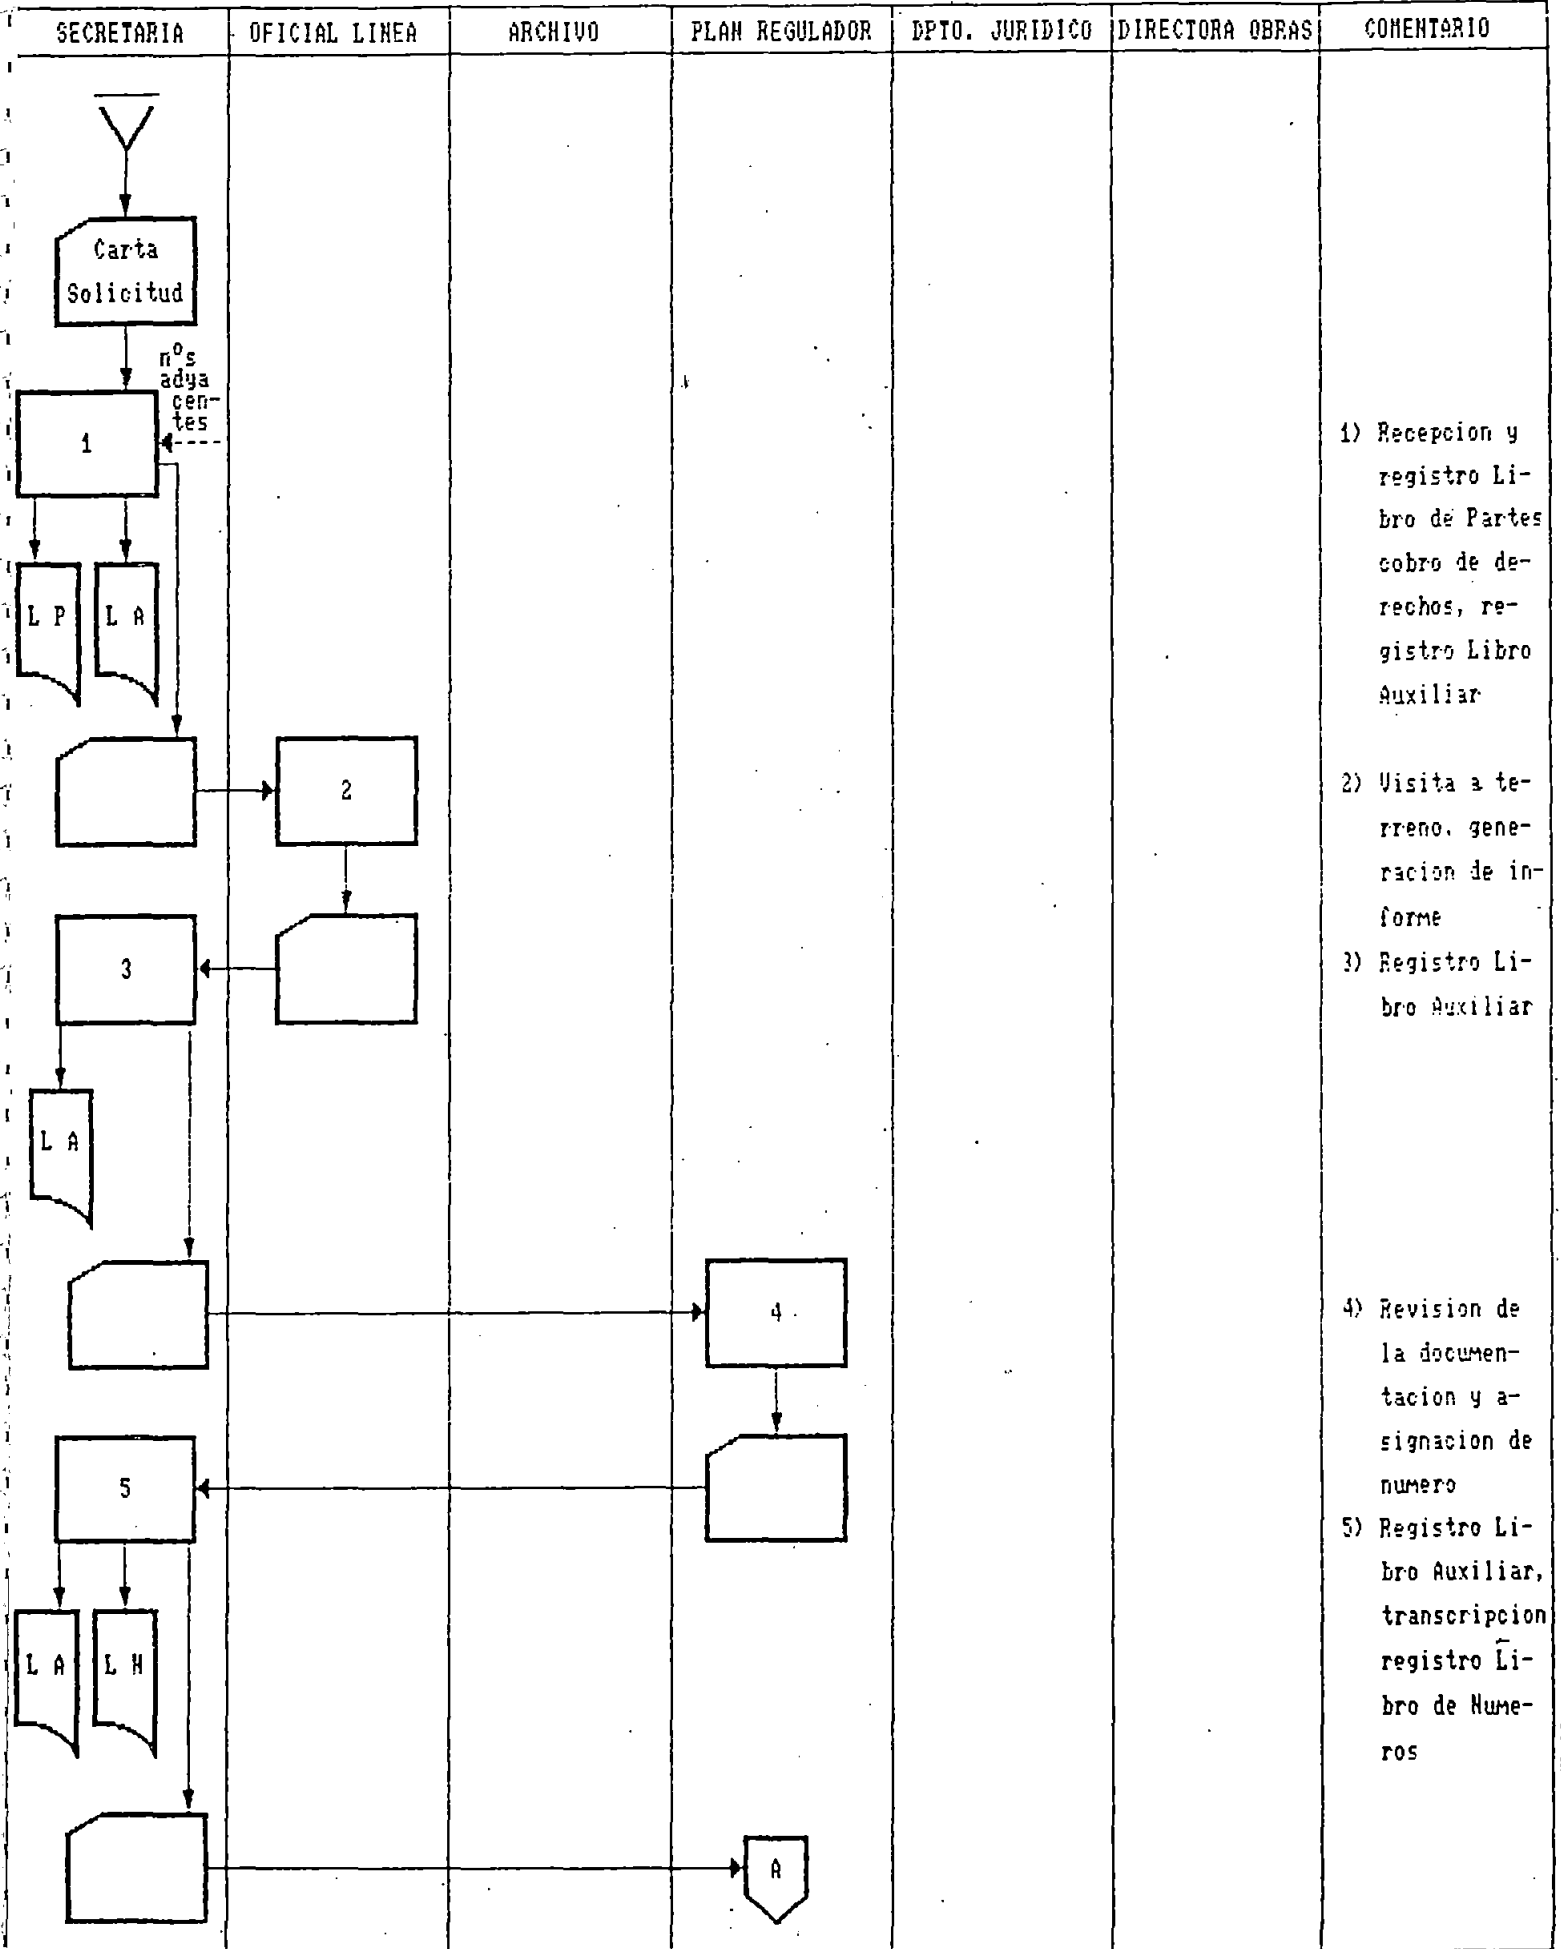 SECRETARIA OFICIAL LINEA ARCHIVO PLAN REGULADOR DPTO. JURIDICO DIRECTORA OBRAS COMENTARIO
Carta
Solicitud
nºs
adya
cen-
tes
1
L P L A
2
3
L A
4
5
L A L N
A
1) Recepcion y
registro Li-
bro de Partes
cobro de de-
rechos, re-
gistro Libro
Auxiliar
2) Visita a te-
rreno, gene-
racion de in-
forme
3) Registro Li-
bro Auxiliar
4) Revision de
la documen-
tacion y a-
signacion de
numero
5) Registro Li-
bro Auxiliar,
transcripcion
registro Li-
bro de Nume-
ros